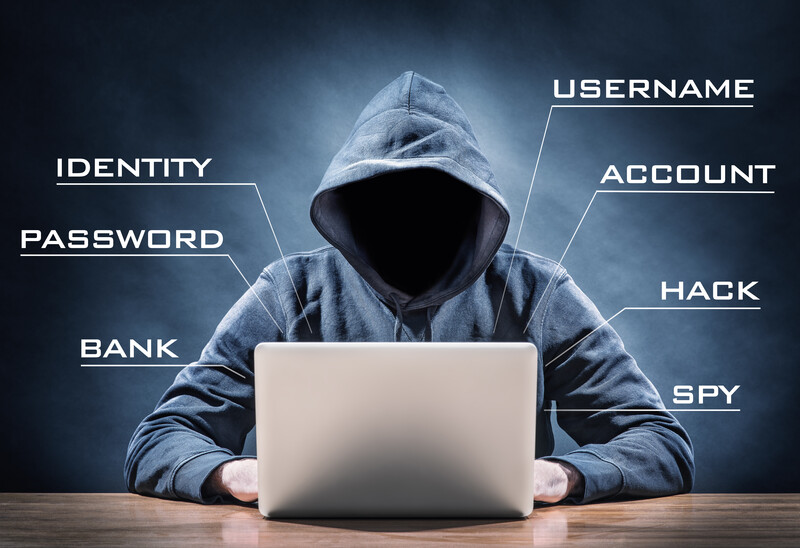 USERNAME
IDENTITY
ACCOUNT
PASSWORD
HACK
BANK
SPY